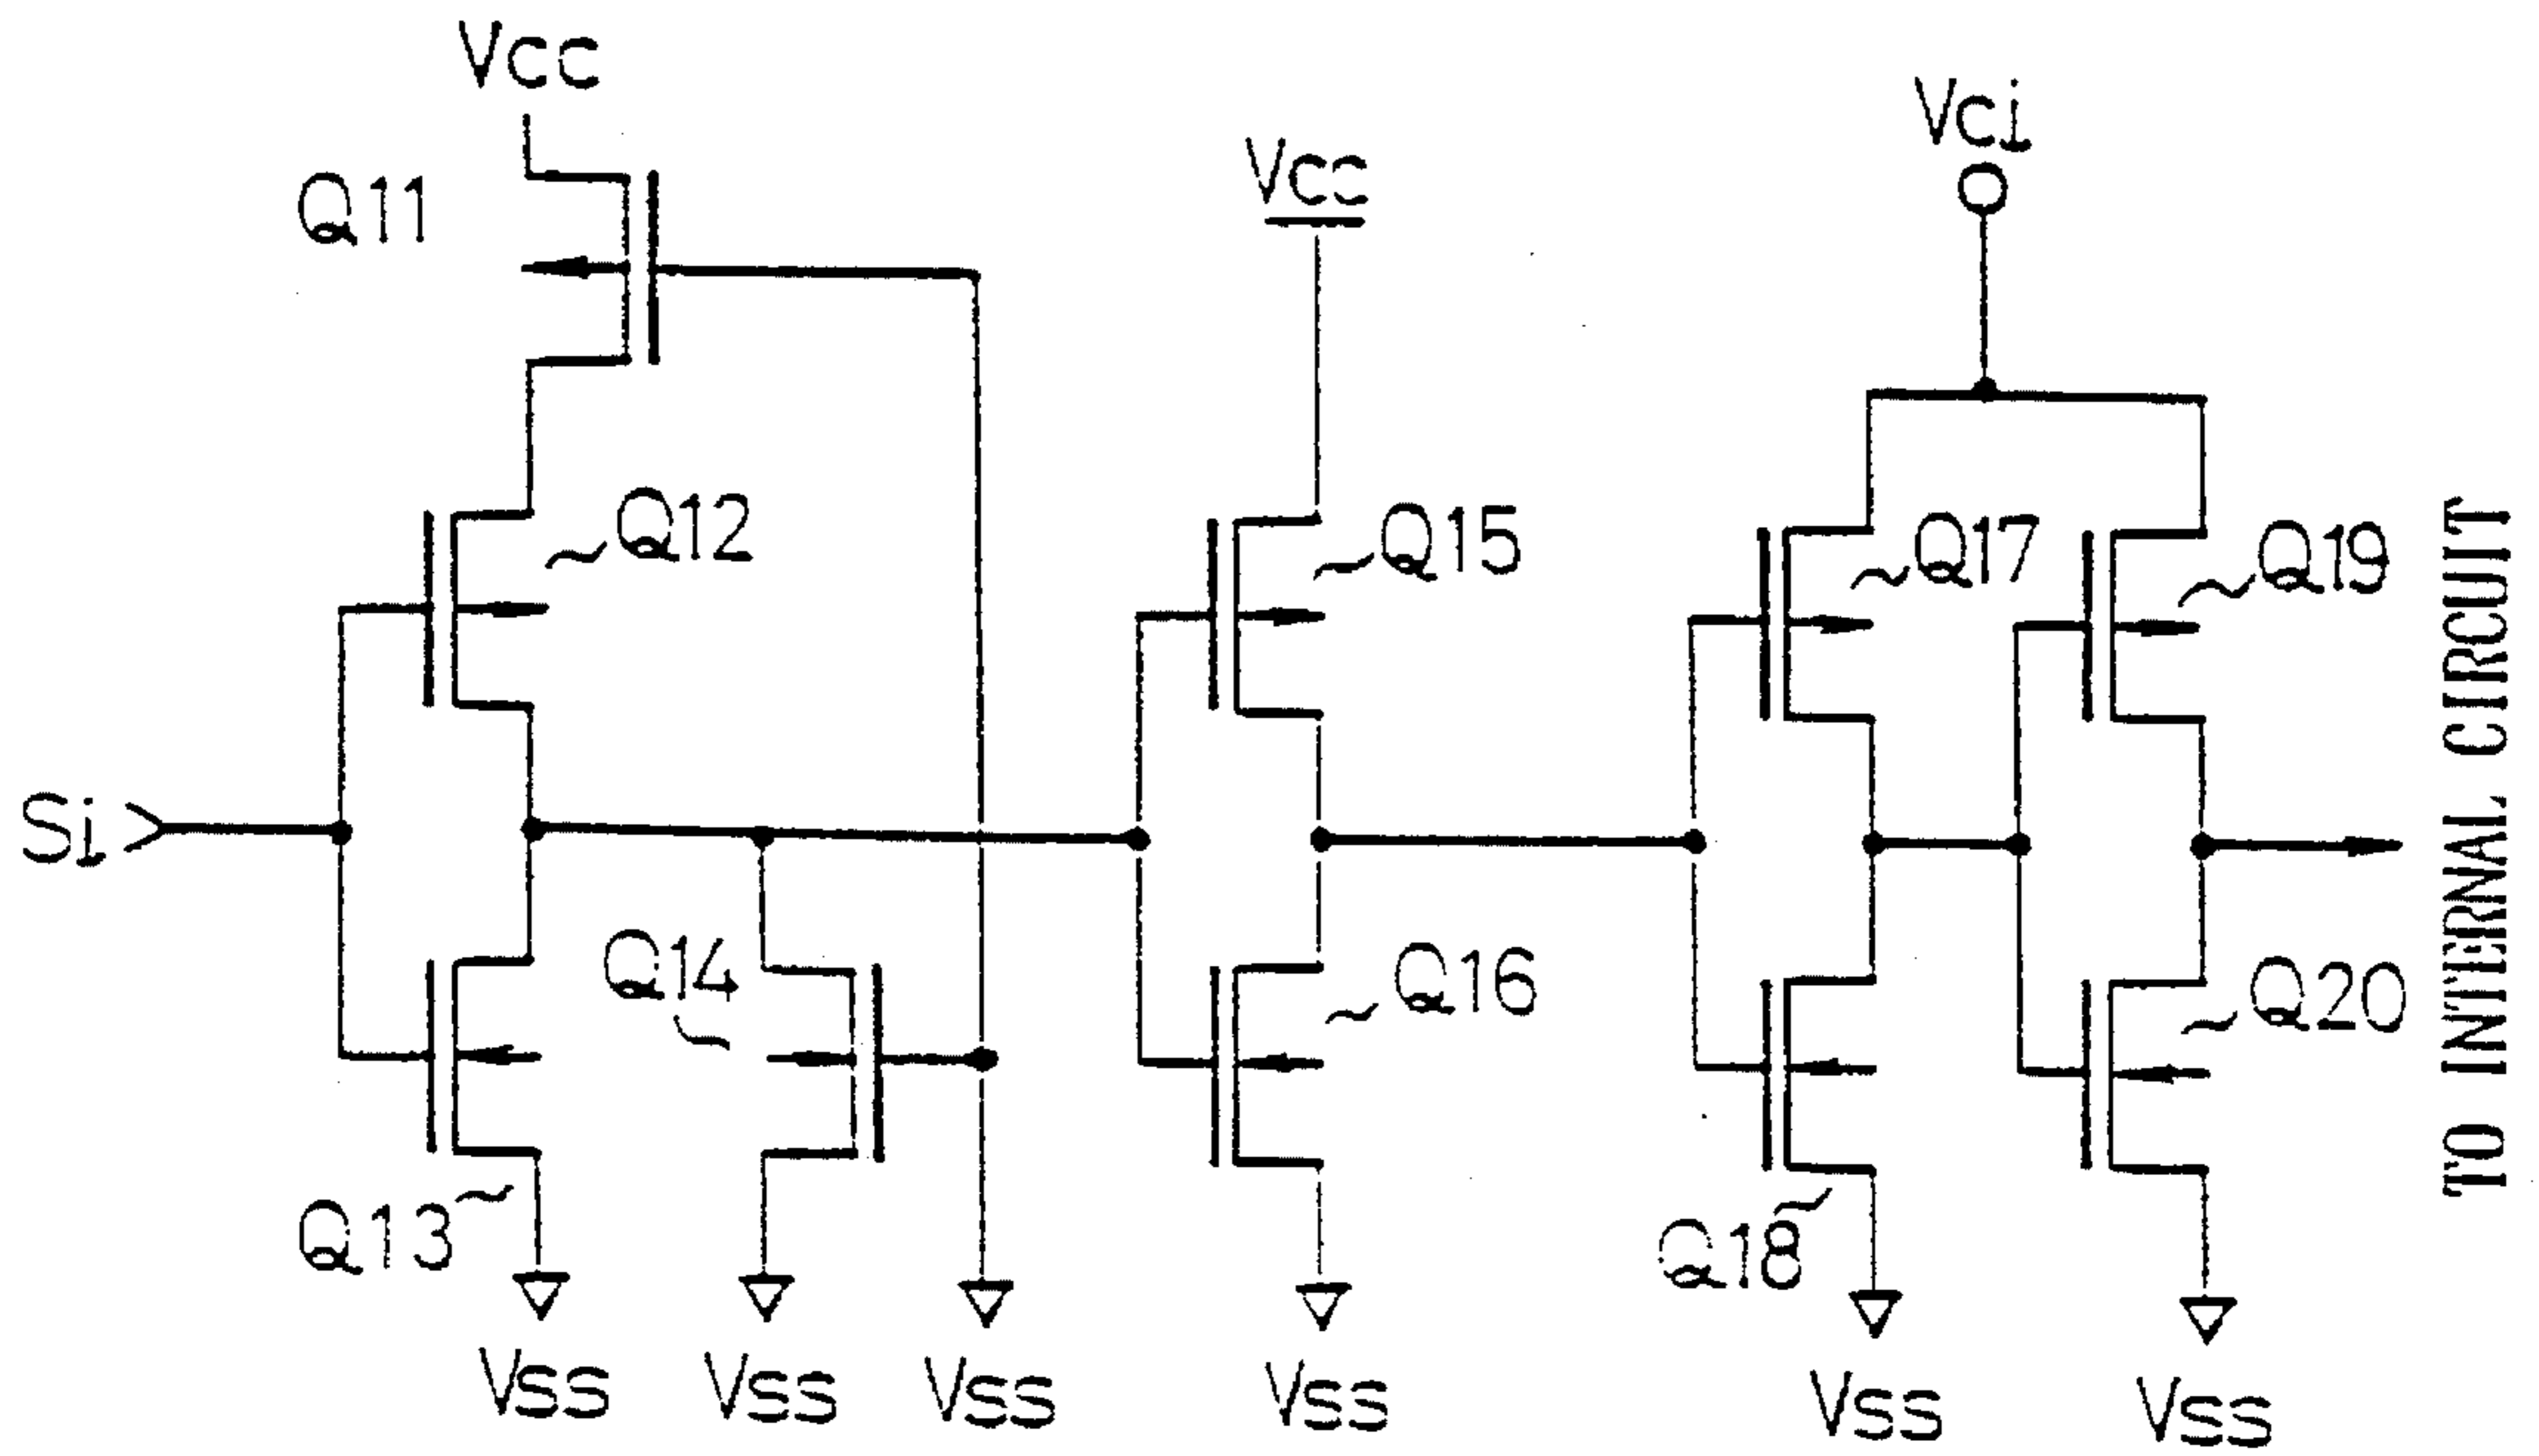 Vcc
Vci
Vcc
Q11
Q12
Q15
Q17
Q19
Si
Q14
Q16
Q20
Q13
Q18
Vss
Vss
Vss
Vss
Vss
Vss
TO INTERNAL CIRCUIT